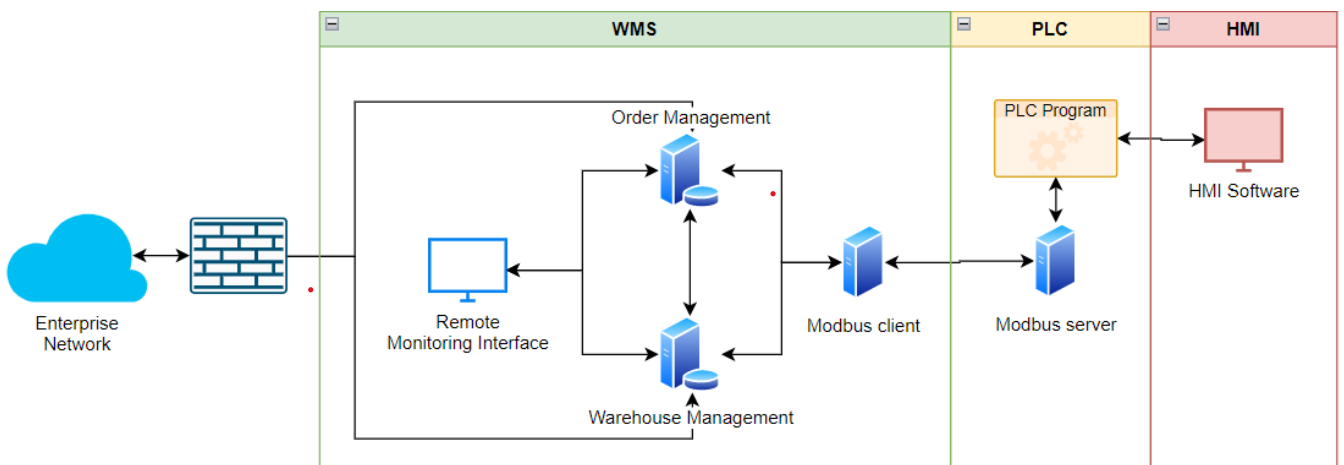 WMS
PLC
HMI
Order Management
PLC Program
HMI Software
Enterprise
Network
Remote
Monitoring Interface
Modbus client
Modbus server
Warehouse Management